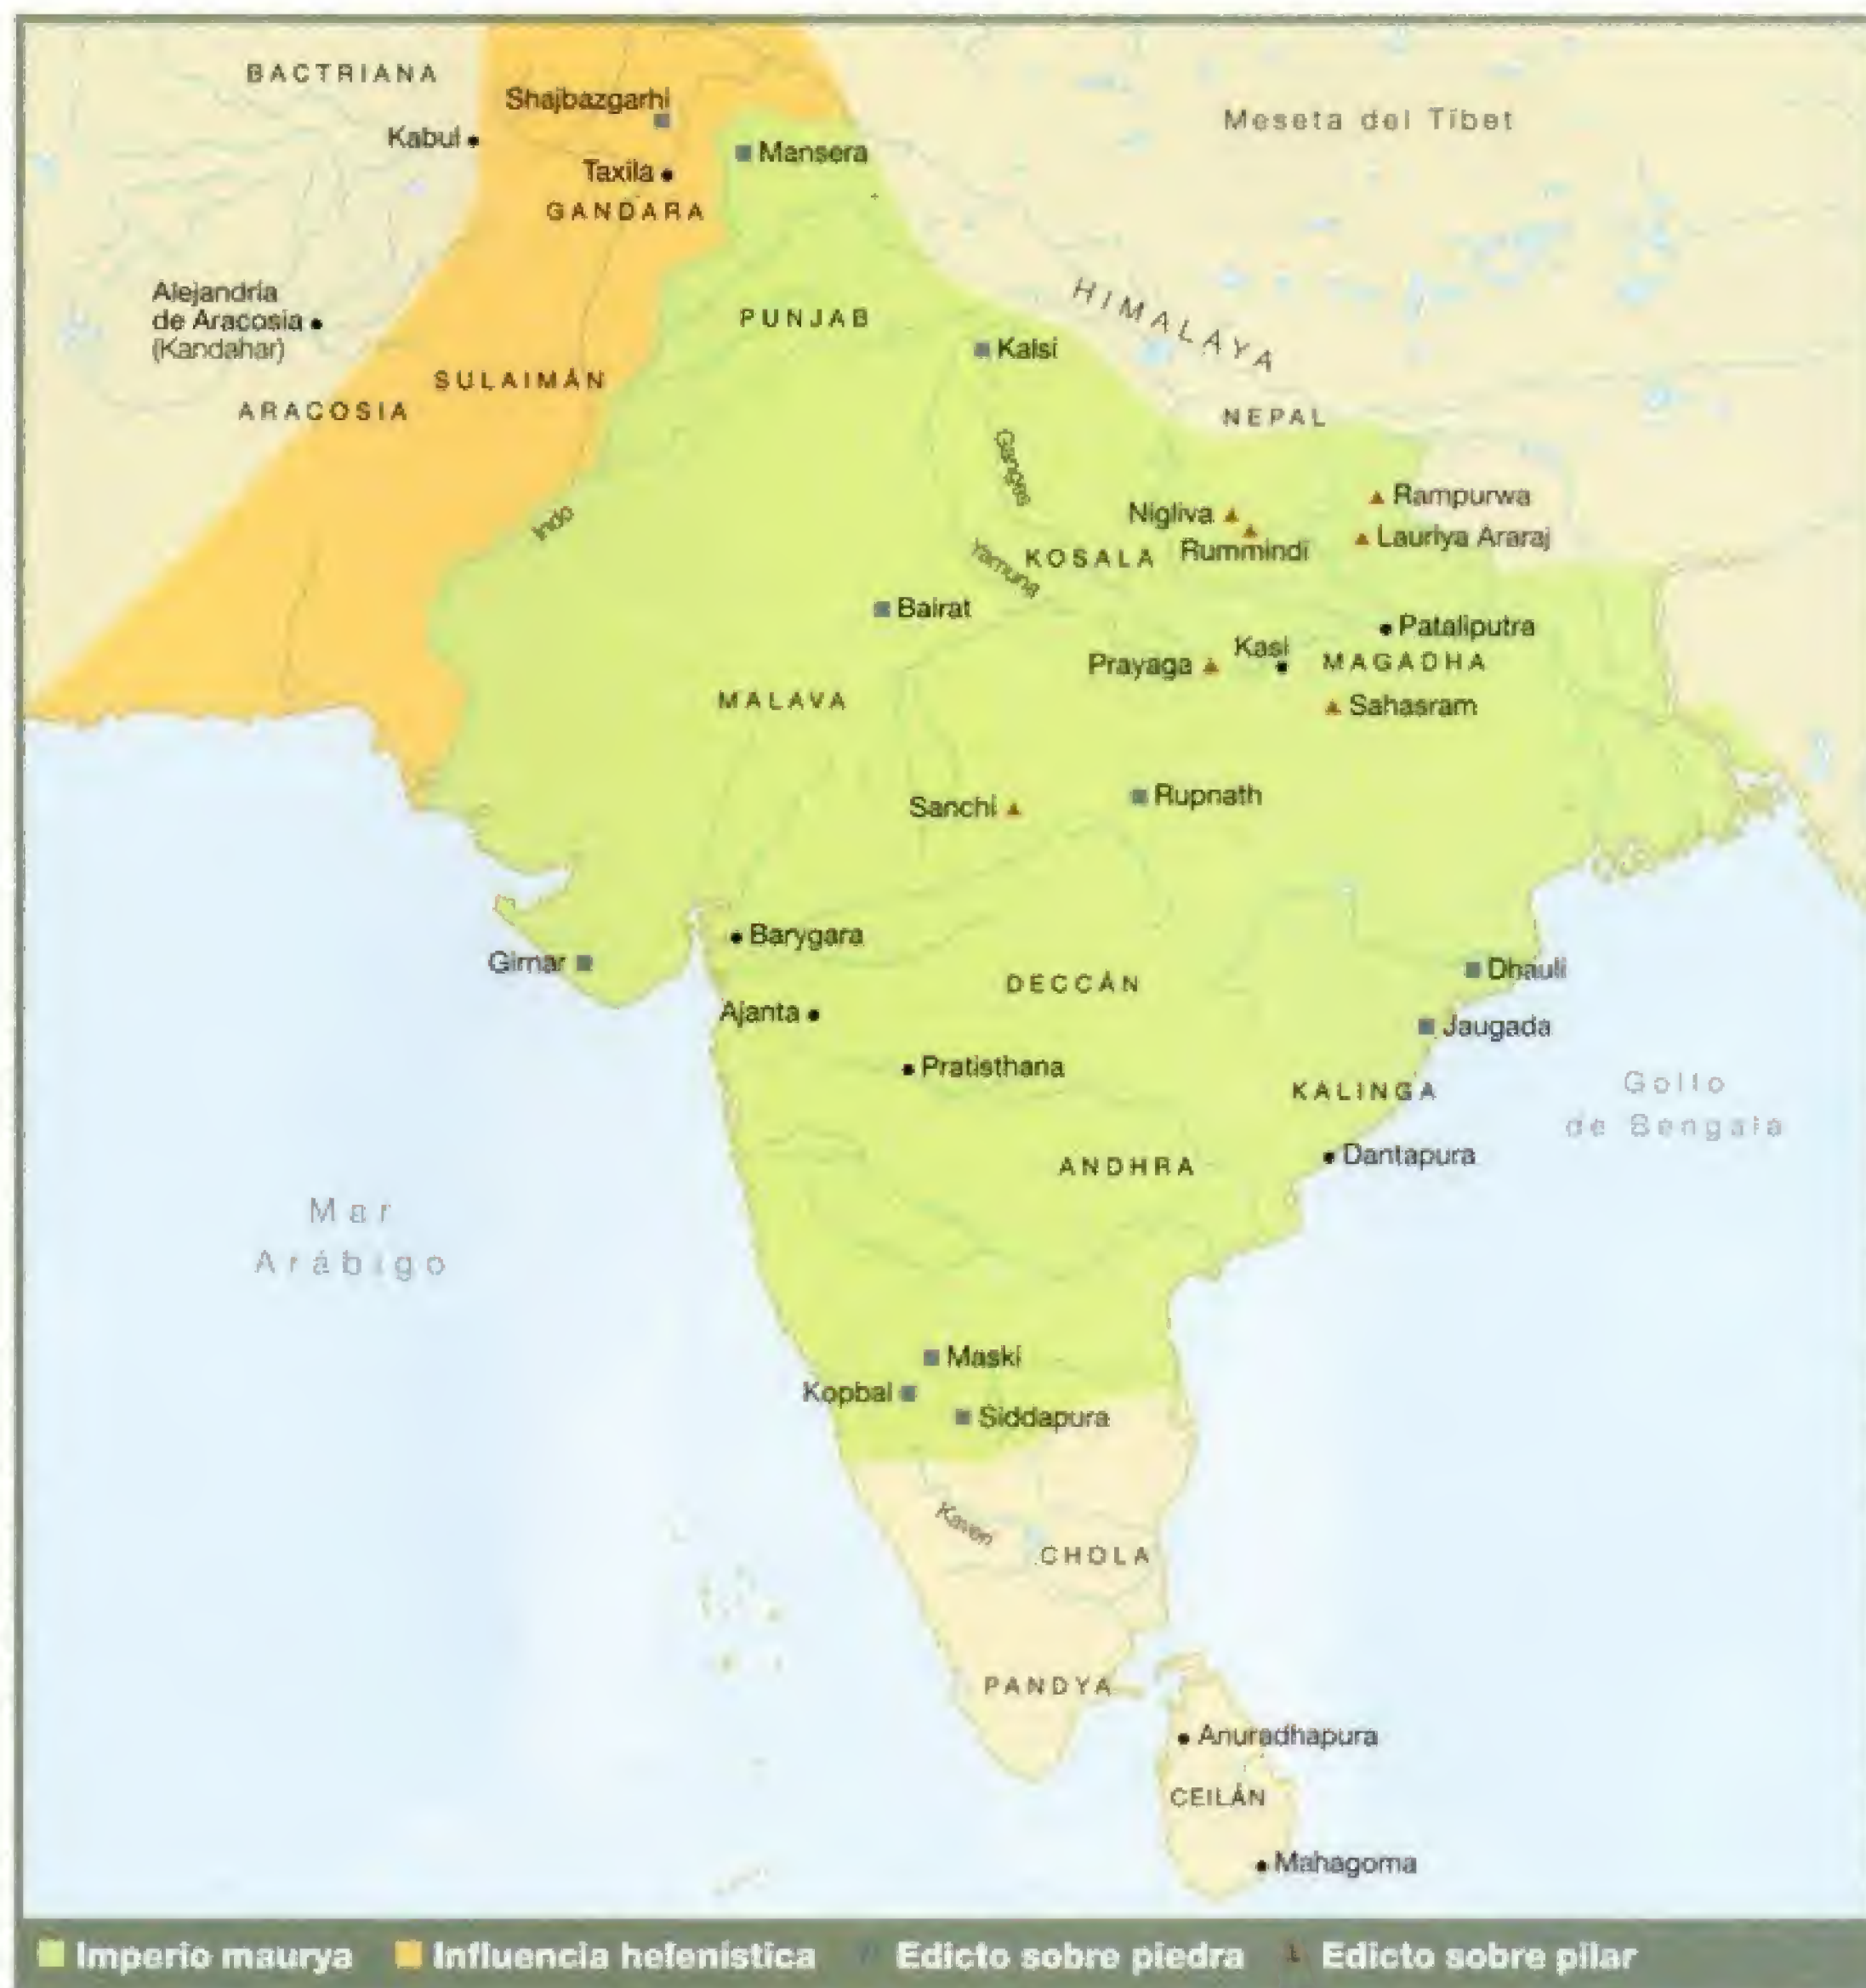 BACTRIANA
Shajbazgarhi
Meseta del Tíbet
Kabul
Mansera
Taxila
GANDARA
Alejandría
de Aracosia
(Kandahar)
PUNJAB
HIMALAYA
Kalsi
SULAIMÁN
ARACOSIA
NEPAL
Ganges
Rampurwa
Nigliva
Indo
Lauriya Araraj
Rummindi
KOSALA
Yamuna
Bairat
Pataliputra
Kasi
Prayaga
MAGADHA
MALAVA
Sahasram
Sanchi
Rupnath
Barygara
Girnar
Dhauli
DECCÁN
Ajanta
Jaugada
Pratisthana
KALINGA
Golfo
de Bengala
Dantapura
ANDHRA
Mar
Arábigo
Maski
Kopbal
Siddapura
Kaveri
CHOLA
PANDYA
Anuradhapura
CEILÁN
Mahagoma
Imperio maurya
Influencia helenística
Edicto sobre piedra
Edicto sobre pilar